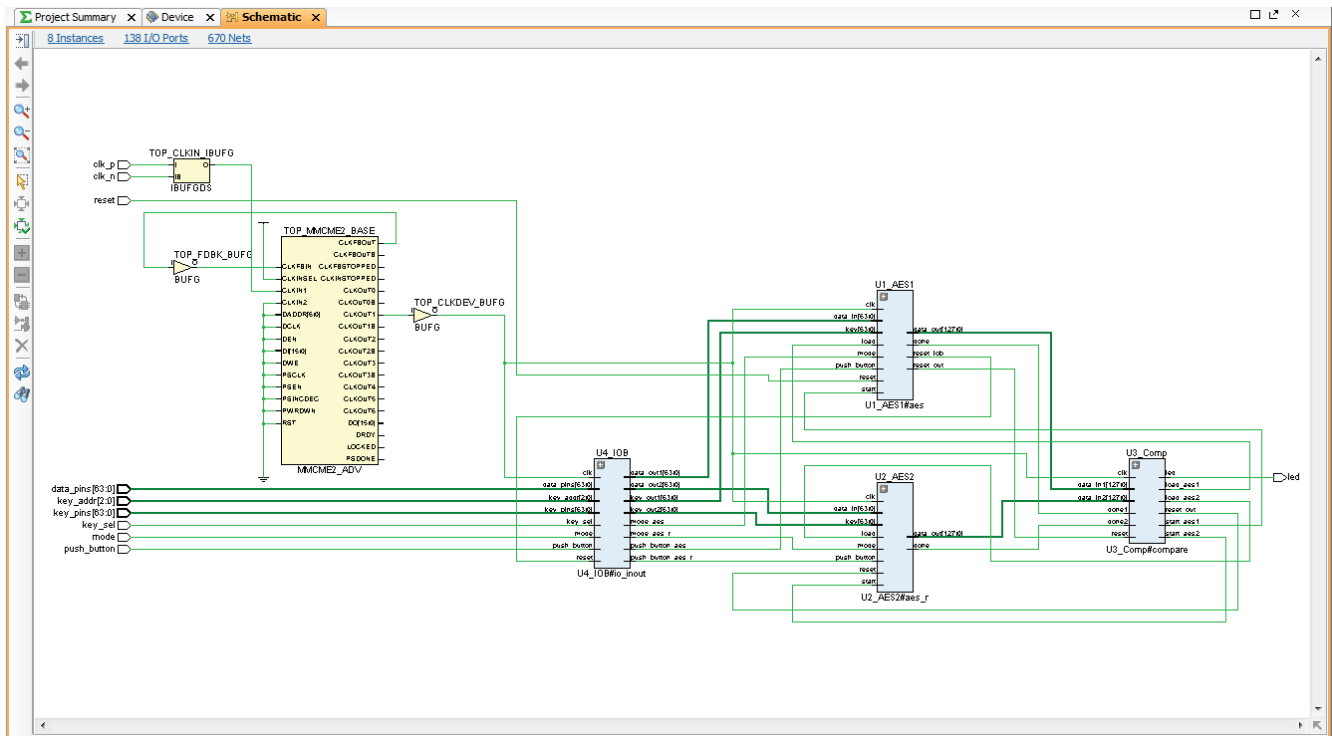 Project Summary
Device
Schematic
8 Instances
138 I/O Ports
670 Nets
TOP_CLKIN_IBUFG
clk_p
clk_n
I
O
IB
IBUFGDS
reset
TOP_FDBK_BUFG
I
O
BUFG
TOP_MMCME2_BASE
CLKFBOUT
CLKFBOUTB
CLKFBIN
CLKFBSTOPPED
CLKINSEL
CLKINSTOPPED
CLKIN1
CLKOUT0
CLKIN2
CLKOUT0B
DADDR[6:0]
CLKOUT1
DCLK
CLKOUT1B
DEN
CLKOUT2
DI[15:0]
CLKOUT2B
DWE
CLKOUT3
PSCLK
CLKOUT3B
PSEN
CLKOUT4
PSINCDEC
CLKOUT5
PWRDWN
CLKOUT6
RST
DO[15:0]
DRDY
LOCKED
PSDONE
MMCME2_ADV
TOP_CLKDEV_BUFG
I
O
BUFG
data_pins[63:0]
key_addr[2:0]
key_pins[63:0]
key_sel
mode
push_button
U4_IOB
clk
data_out1[63:0]
data_pins[63:0]
data_out2[63:0]
key_addr[2:0]
key_out1[63:0]
key_pins[63:0]
key_out2[63:0]
key_sel
mode_aes
mode
mode_aes_r
push_button
push_button_aes
reset
push_button_aes_r
U4_IOB#io_inout
U1_AES1
clk
data_in[63:0]
key[63:0]
data_out[127:0]
load
done
mode
reset_iob
push_button
reset_out
reset
start
U1_AES1#aes
U2_AES2
clk
data_in[63:0]
key[63:0]
load
data_out[127:0]
mode
done
push_button
reset
start
U2_AES2#aes_r
U3_Comp
clk
led
data_in1[127:0]
load_aes1
data_in2[127:0]
load_aes2
done1
reset_out
done2
start_aes1
reset
start_aes2
U3_Comp#compare
led